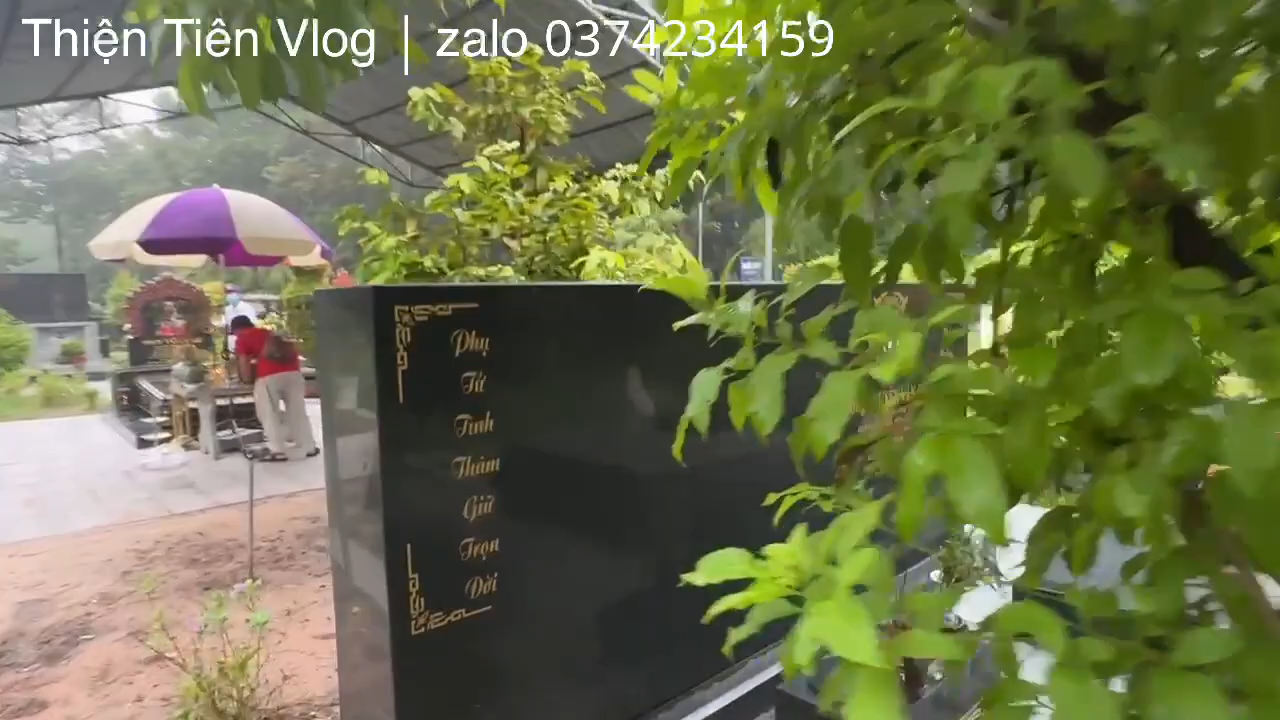 Thiện Tiên Vlog | zalo 0374234159
Phụ
Tử
Tình
Thâm
Giữ
Trọn
Đời